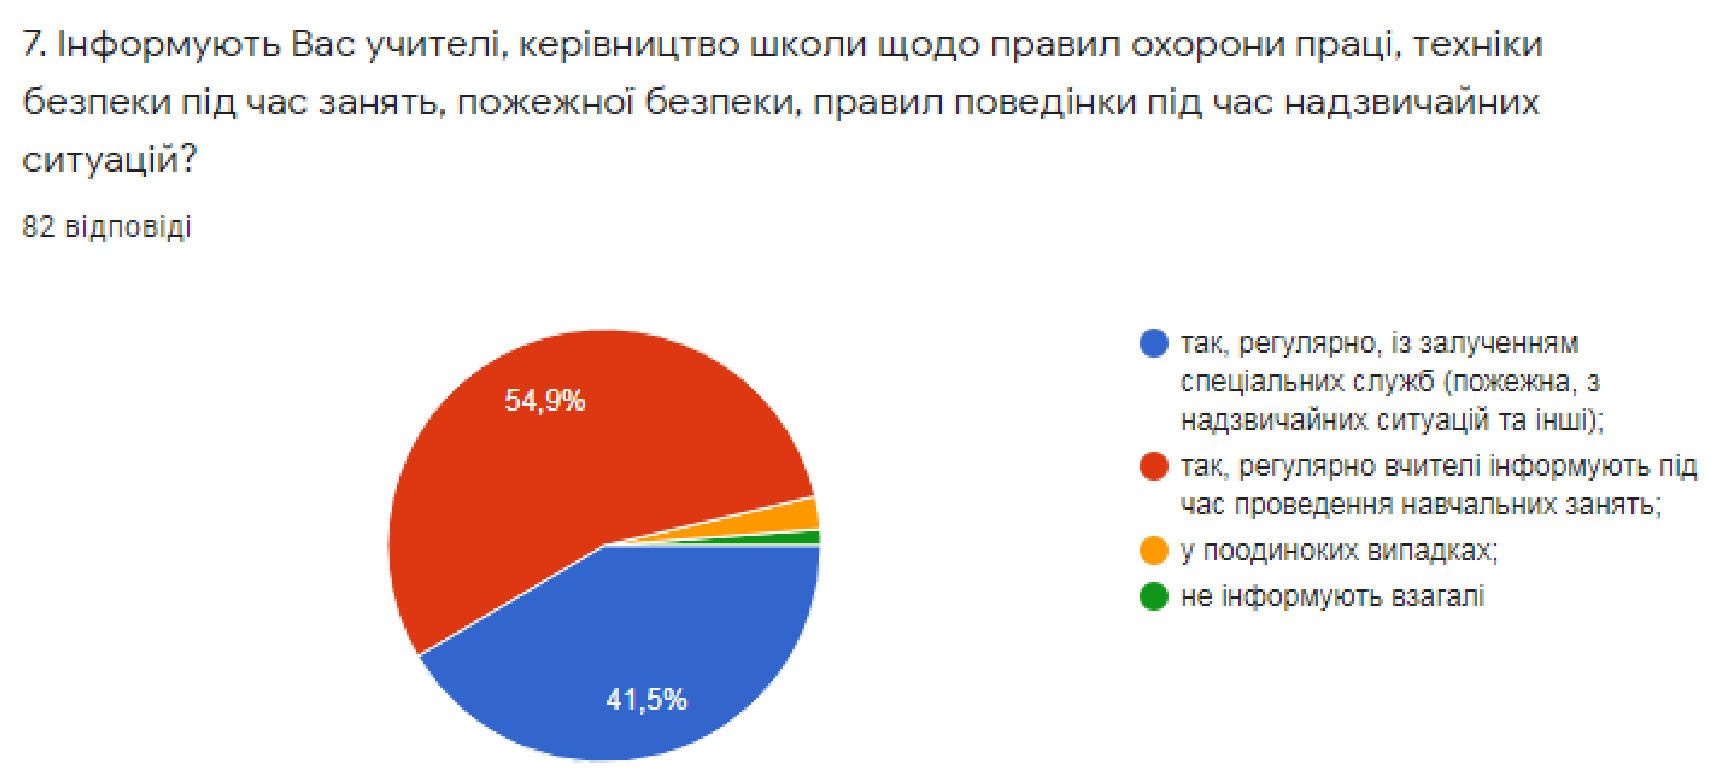 7. Інформують Вас учителі, керівництво школи щодо правил охорони праці, техніки
безпеки під час занять, пожежної безпеки, правил поведінки під час надзвичайних
ситуацій?
82 відповіді
54,9%
41,5%
так, регулярно, із залученням
спеціальних служб (пожежна, з
надзвичайних ситуацій та інші);
так, регулярно вчителі інформують під
час проведення навчальних занять;
у поодиноких випадках;
не інформують взагалі